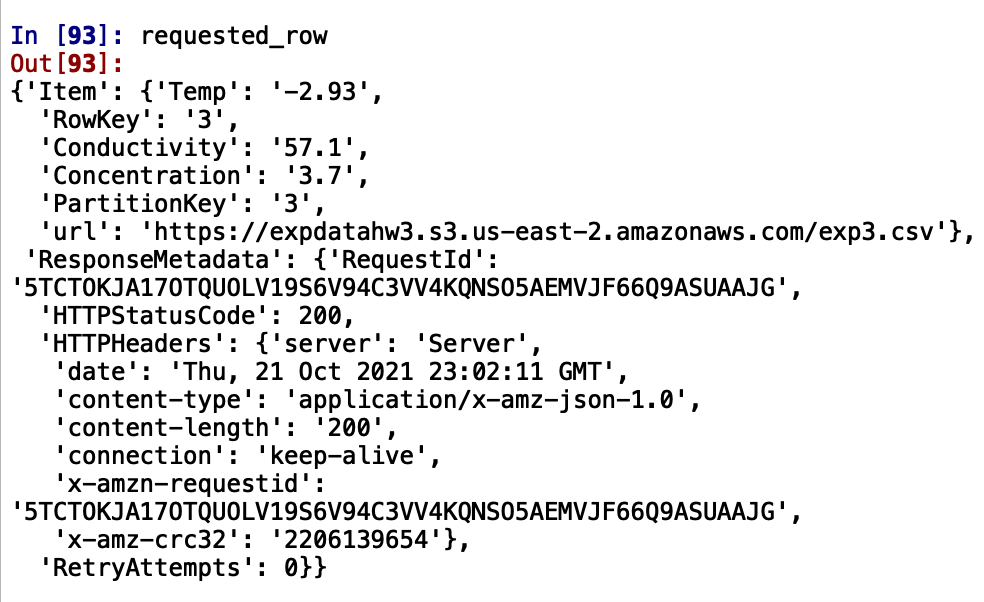 In [93]: requested_row
Out[93]:
{'Item': {'Temp': '-2.93',
'RowKey': '3',
'Conductivity': '57.1',
'Concentration': '3.7',
'PartitionKey': '3',
'url': 'https://expdatahw3.s3.us-east-2.amazonaws.com/exp3.csv'},
'ResponseMetadata': {'RequestId':
'5TCTOKJA17OTQUOLV19S6V94C3VV4KQNSO5AEMVJF66Q9ASUAAJG',
'HTTPStatusCode': 200,
'HTTPHeaders': {'server': 'Server',
'date': 'Thu, 21 Oct 2021 23:02:11 GMT',
'content-type': 'application/x-amz-json-1.0',
'content-length': '200',
'connection': 'keep-alive',
'x-amzn-requestid':
'5TCTOKJA17OTQUOLV19S6V94C3VV4KQNSO5AEMVJF66Q9ASUAAJG',
'x-amz-crc32': '2206139654'},
'RetryAttempts': 0}}